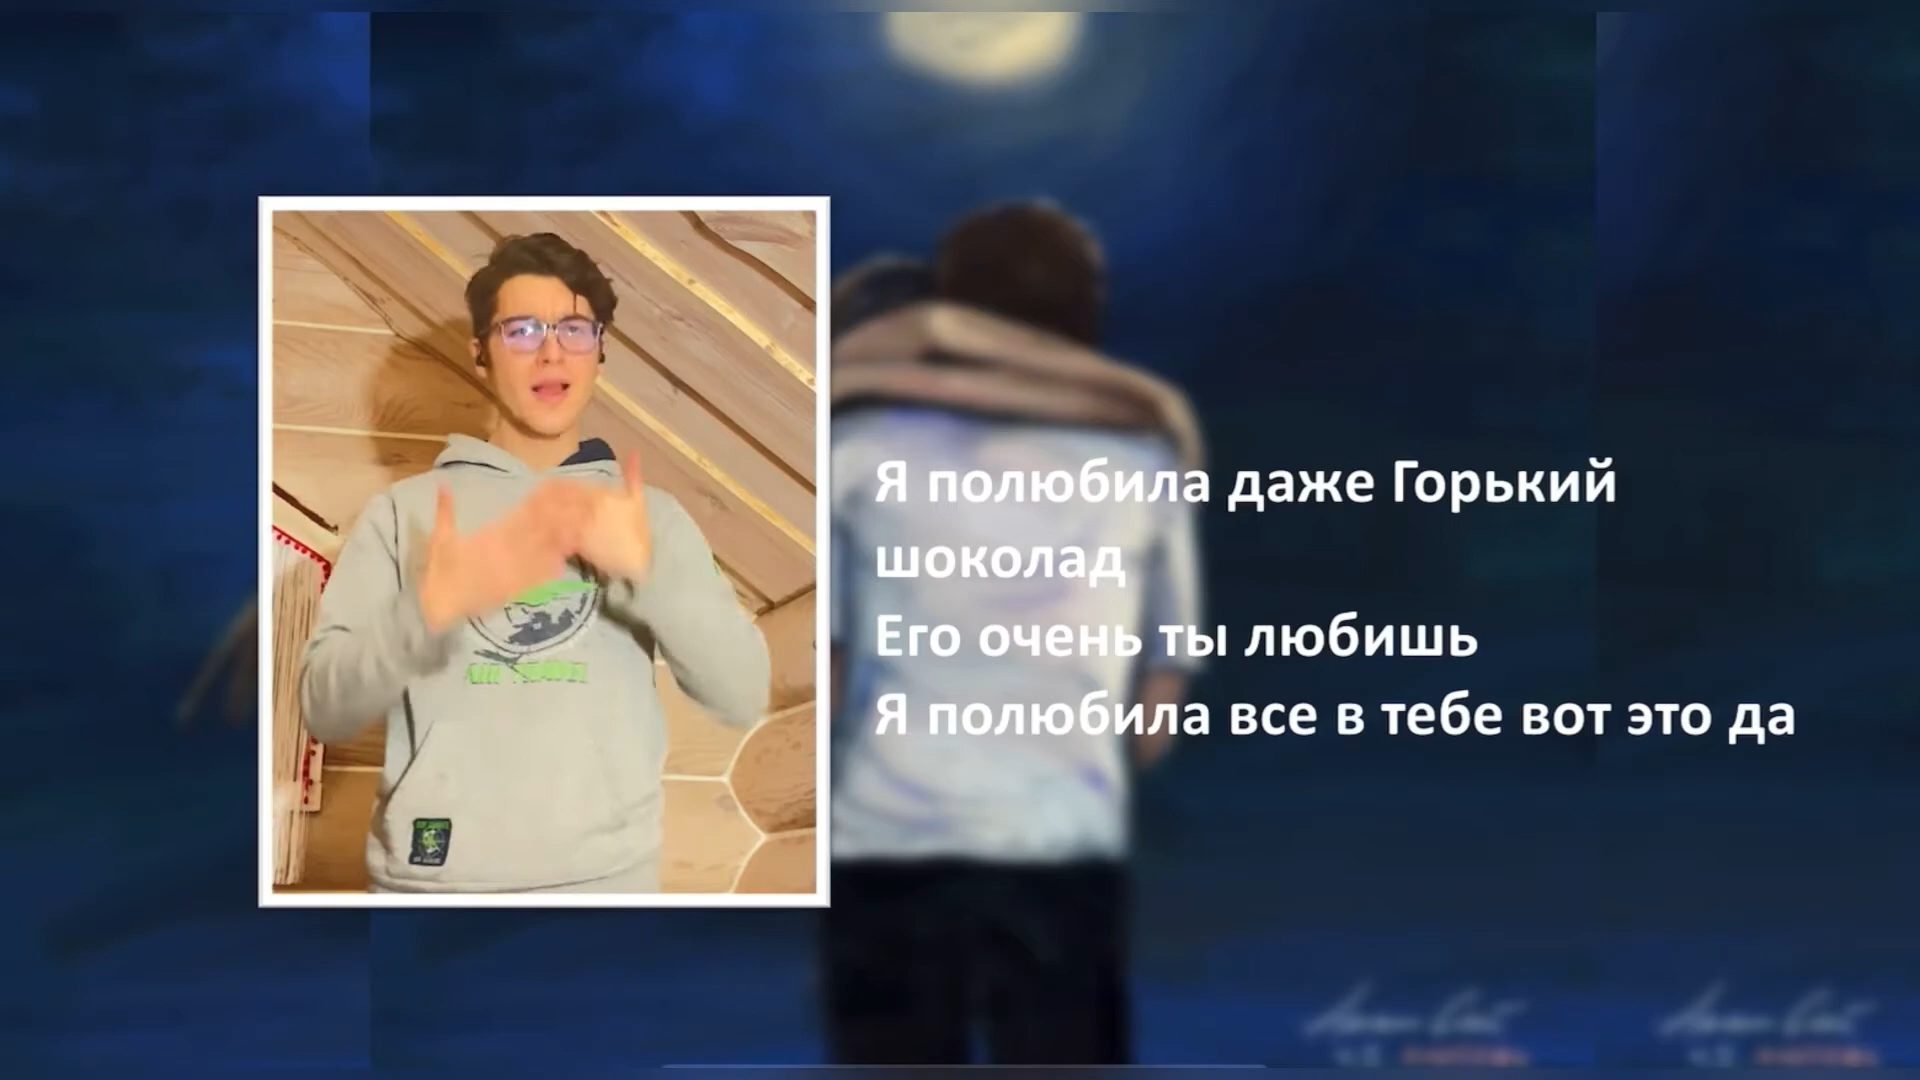 Я полюбила даже Горький
шоколад
Его очень ты любишь
Я полюбила все в тебе вот это да